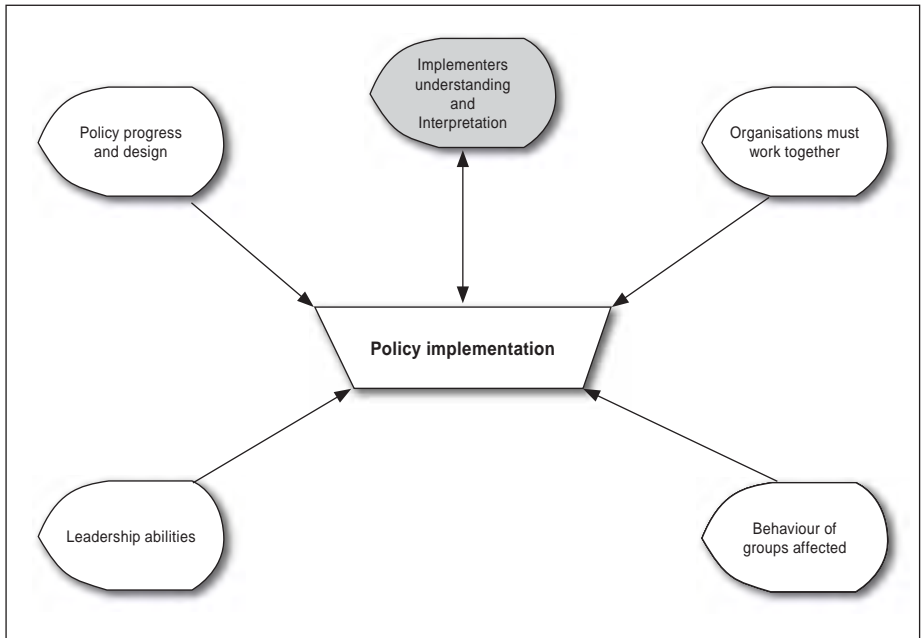 Implementers
understanding
and
Interpretation
Policy progress
and design
Organisations must
work together
Policy implementation
Leadership abilities
Behaviour of
groups affected